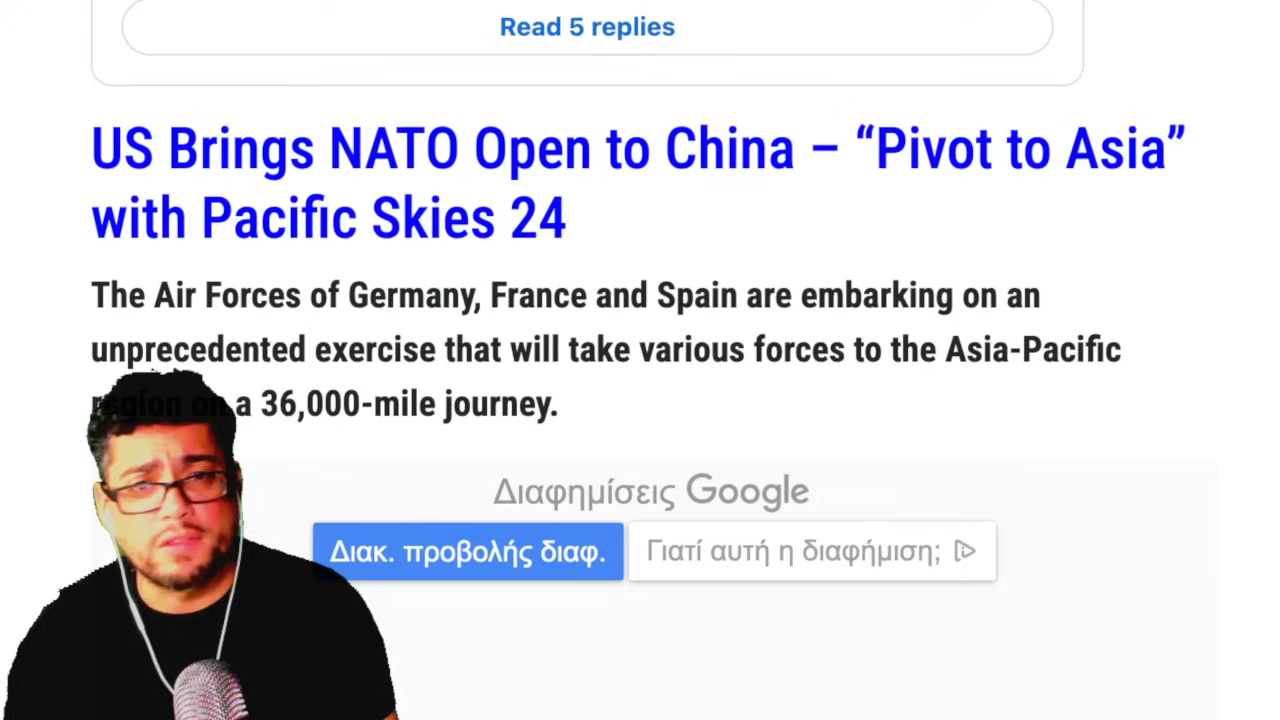 Read 5 replies
US Brings NATO Open to China – “Pivot to Asia”
with Pacific Skies 24
The Air Forces of Germany, France and Spain are embarking on an
unprecedented exercise that will take various forces to the Asia-Pacific
region on a 36,000-mile journey.
Διαφημίσεις Google
Διακ. προβολής διαφ.
Γιατί αυτή η διαφήμιση;